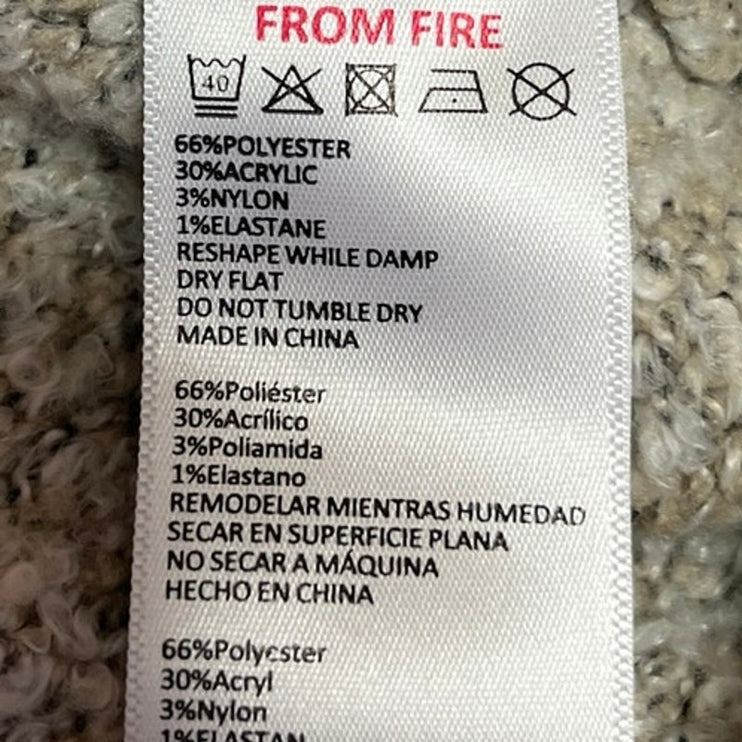 FROM FIRE
40
66%POLYESTER
30%ACRYLIC
3%NYLON
1%ELASTANE
RESHAPE WHILE DAMP
DRY FLAT
DO NOT TUMBLE DRY
MADE IN CHINA
66%Poliéster
30%Acrílico
3%Poliamida
1%Elastano
REMODELAR MIENTRAS HUMEDAD
SECAR EN SUPERFICIE PLANA
NO SECAR A MÁQUINA
HECHO EN CHINA
66%Polyester
30%Acryl
3%Nylon
1%ELASTAN